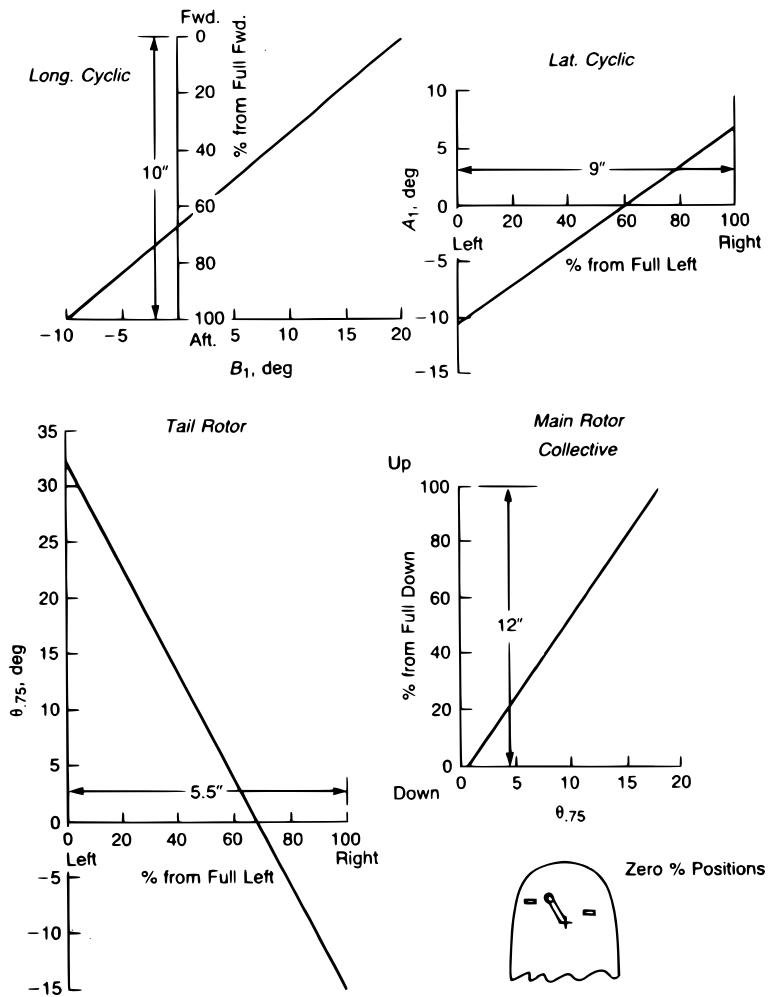 Long. Cyclic
Fwd.
0
20
40
60
80
100
Aft.
% from Full Fwd.
10″
−10
−5
5
10
15
20
B₁, deg
Lat. Cyclic
10
5
0
−5
−10
−15
A₁, deg
9″
0
20
40
60
80
100
Left
Right
% from Full Left
Tail Rotor
35
30
25
20
15
10
5
0
−5
−10
−15
θ.75, deg
5.5″
0
20
40
60
80
100
Left
Right
% from Full Left
Main Rotor
Collective
Up
100
80
60
40
20
0
Down
% from Full Down
12″
0
5
10
15
20
θ.75
Zero % Positions